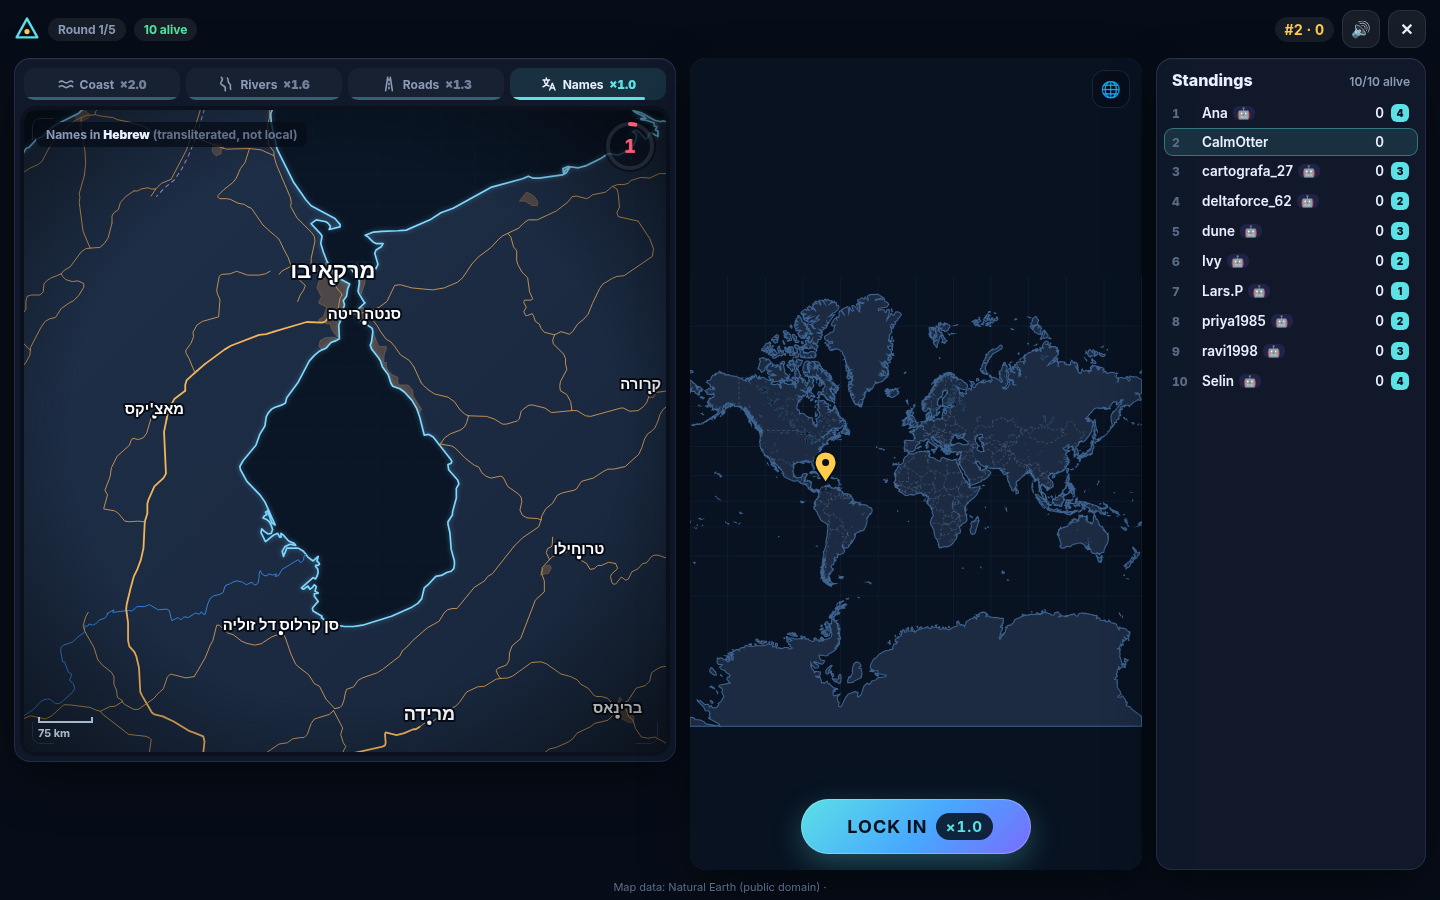 Round 1/5
10 alive
#2 · 0
Coast ×2.0
Rivers ×1.6
Roads ×1.3
Names ×1.0
Names in Hebrew (transliterated, not local)
1
מרקאיבו
סנטה ריטה
קרורה
מאצ'יקס
טרוחילו
סן קרלוס דל זוליה
מרידה
ברינאס
75 km
LOCK IN ×1.0
Standings
10/10 alive
1 Ana 0 4
2 CalmOtter 0
3 cartografa_27 0 3
4 deltaforce_62 0 2
5 dune 0 3
6 Ivy 0 2
7 Lars.P 0 1
8 priya1985 0 2
9 ravi1998 0 3
10 Selin 0 4
Map data: Natural Earth (public domain) ·